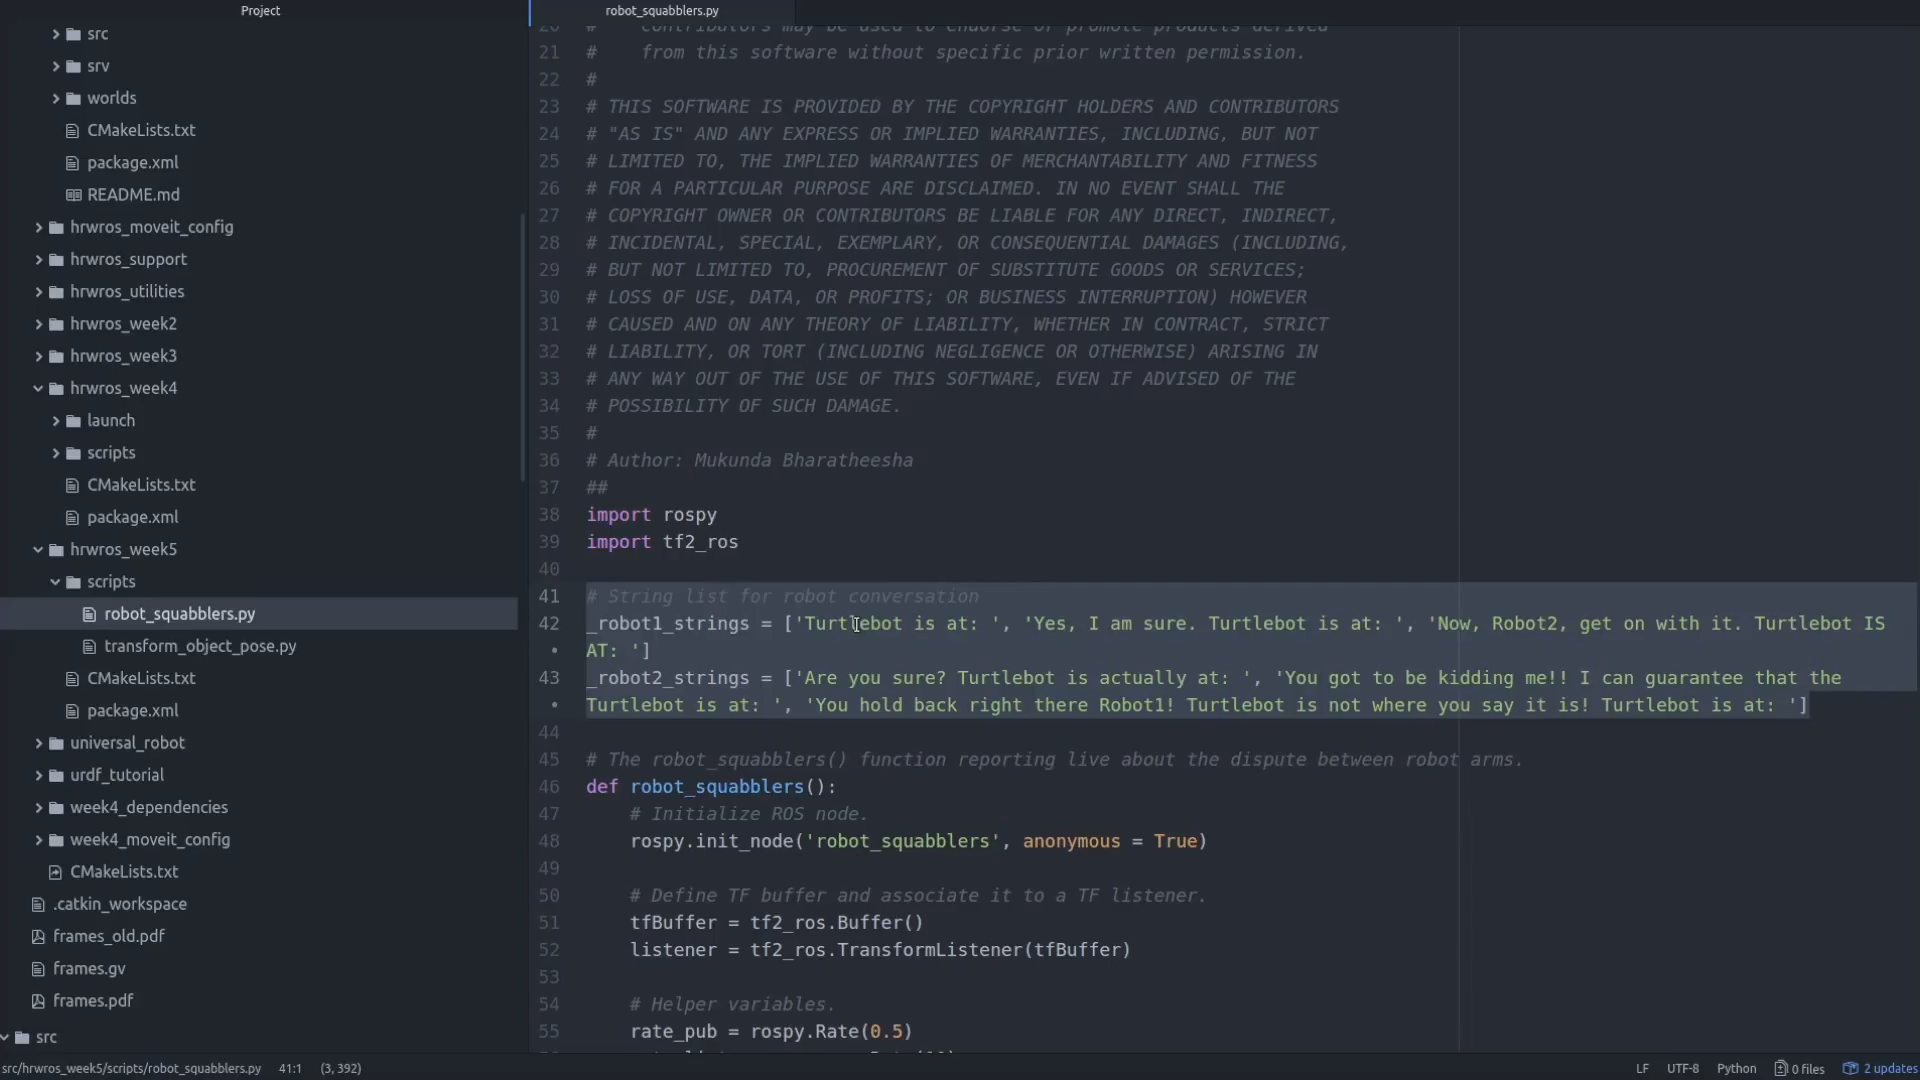 Project
src
srv
worlds
CMakeLists.txt
package.xml
README.md
hrwros_moveit_config
hrwros_support
hrwros_utilities
hrwros_week2
hrwros_week3
hrwros_week4
launch
scripts
CMakeLists.txt
package.xml
hrwros_week5
scripts
robot_squabblers.py
transform_object_pose.py
CMakeLists.txt
package.xml
universal_robot
urdf_tutorial
week4_dependencies
week4_moveit_config
CMakeLists.txt
.catkin_workspace
frames_old.pdf
frames.gv
frames.pdf
src
robot_squabblers.py
20 # contributors may be used to endorse or promote products derived
21 # from this software without specific prior written permission.
22 #
23 # THIS SOFTWARE IS PROVIDED BY THE COPYRIGHT HOLDERS AND CONTRIBUTORS
24 # "AS IS" AND ANY EXPRESS OR IMPLIED WARRANTIES, INCLUDING, BUT NOT
25 # LIMITED TO, THE IMPLIED WARRANTIES OF MERCHANTABILITY AND FITNESS
26 # FOR A PARTICULAR PURPOSE ARE DISCLAIMED. IN NO EVENT SHALL THE
27 # COPYRIGHT OWNER OR CONTRIBUTORS BE LIABLE FOR ANY DIRECT, INDIRECT,
28 # INCIDENTAL, SPECIAL, EXEMPLARY, OR CONSEQUENTIAL DAMAGES (INCLUDING,
29 # BUT NOT LIMITED TO, PROCUREMENT OF SUBSTITUTE GOODS OR SERVICES;
30 # LOSS OF USE, DATA, OR PROFITS; OR BUSINESS INTERRUPTION) HOWEVER
31 # CAUSED AND ON ANY THEORY OF LIABILITY, WHETHER IN CONTRACT, STRICT
32 # LIABILITY, OR TORT (INCLUDING NEGLIGENCE OR OTHERWISE) ARISING IN
33 # ANY WAY OUT OF THE USE OF THIS SOFTWARE, EVEN IF ADVISED OF THE
34 # POSSIBILITY OF SUCH DAMAGE.
35 #
36 # Author: Mukunda Bharatheesha
37 ##
38 import rospy
39 import tf2_ros
40
41 # String list for robot conversation
42 _robot1_strings = ['Turtlebot is at: ', 'Yes, I am sure. Turtlebot is at: ', 'Now, Robot2, get on with it. Turtlebot IS
• AT: ']
43 _robot2_strings = ['Are you sure? Turtlebot is actually at: ', 'You got to be kidding me!! I can guarantee that the
• Turtlebot is at: ', 'You hold back right there Robot1! Turtlebot is not where you say it is! Turtlebot is at: ']
44
45 # The robot_squabblers() function reporting live about the dispute between robot arms.
46 def robot_squabblers():
47 # Initialize ROS node.
48 rospy.init_node('robot_squabblers', anonymous = True)
49
50 # Define TF buffer and associate it to a TF listener.
51 tfBuffer = tf2_ros.Buffer()
52 listener = tf2_ros.TransformListener(tfBuffer)
53
54 # Helper variables.
55 rate_pub = rospy.Rate(0.5)
src/hrwros_week5/scripts/robot_squabblers.py 41:1 (3, 392)
LF UTF-8 Python 0 files 2 updates